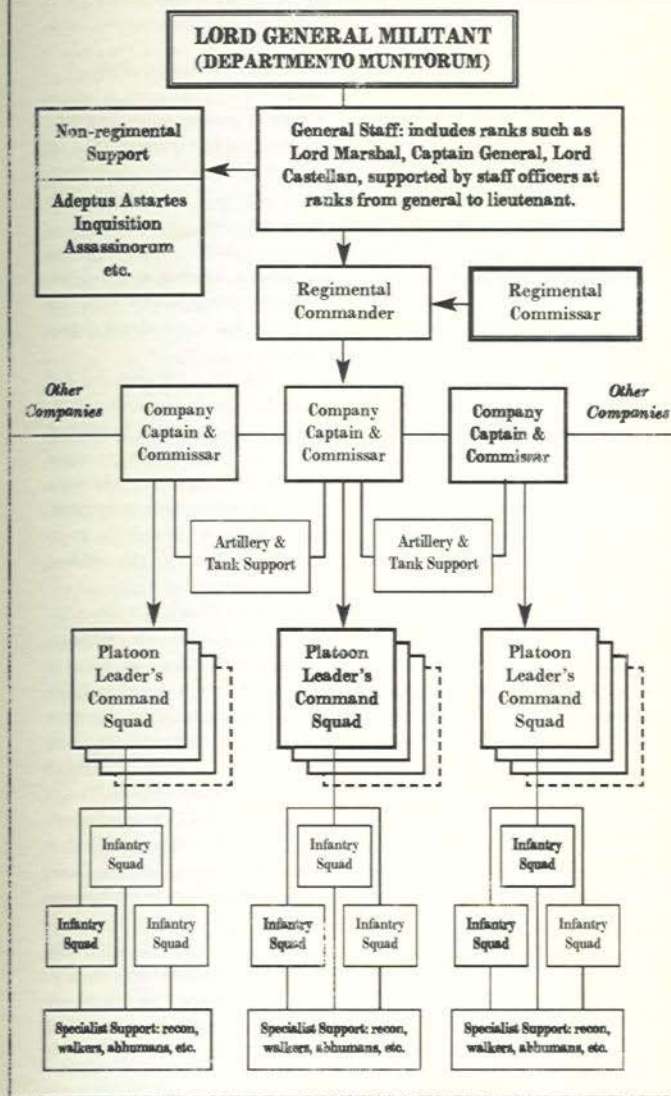 LORD GENERAL MILITANT
(DEPARTMENTO MUNITORUM)
Non-regimental
Support
Adeptus Astartes
Inquisition
Assassinorum
etc.
General Staff: includes ranks such as
Lord Marshal, Captain General, Lord
Castellan, supported by staff officers at
ranks from general to lieutenant.
Regimental
Commander
Regimental
Commissar
Other
Companies
Company
Captain &
Commissar
Company
Captain &
Commissar
Company
Captain &
Commissar
Other
Companies
Artillery &
Tank Support
Artillery &
Tank Support
Platoon
Leader's
Command
Squad
Platoon
Leader's
Command
Squad
Platoon
Leader's
Command
Squad
Infantry
Squad
Infantry
Squad
Infantry
Squad
Infantry
Squad
Infantry
Squad
Infantry
Squad
Infantry
Squad
Infantry
Squad
Infantry
Squad
Specialist Support: recon,
walkers, abhumans, etc.
Specialist Support: recon,
walkers, abhumans, etc.
Specialist Support: recon,
walkers, abhumans, etc.